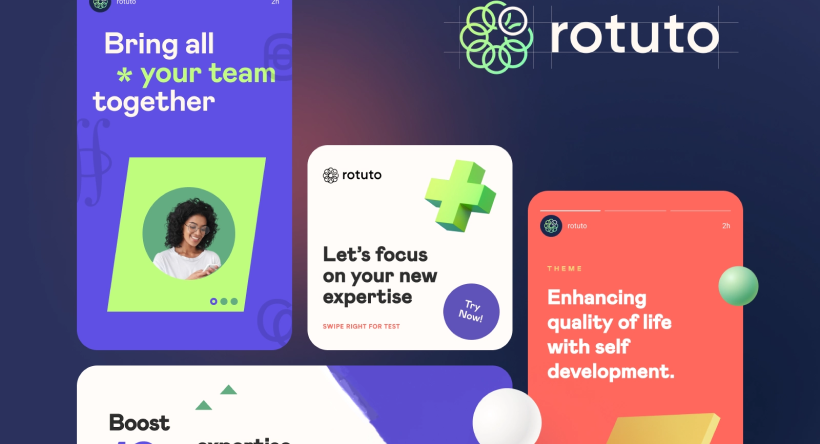 rotuto
2h
Bring all
* your team
together
rotuto
rotuto
Let's focus
on your new
expertise
SWIPE RIGHT FOR TEST
Try
Now!
rotuto
2h
THEME
Enhancing
quality of life
with self
development.
Boost
expertise